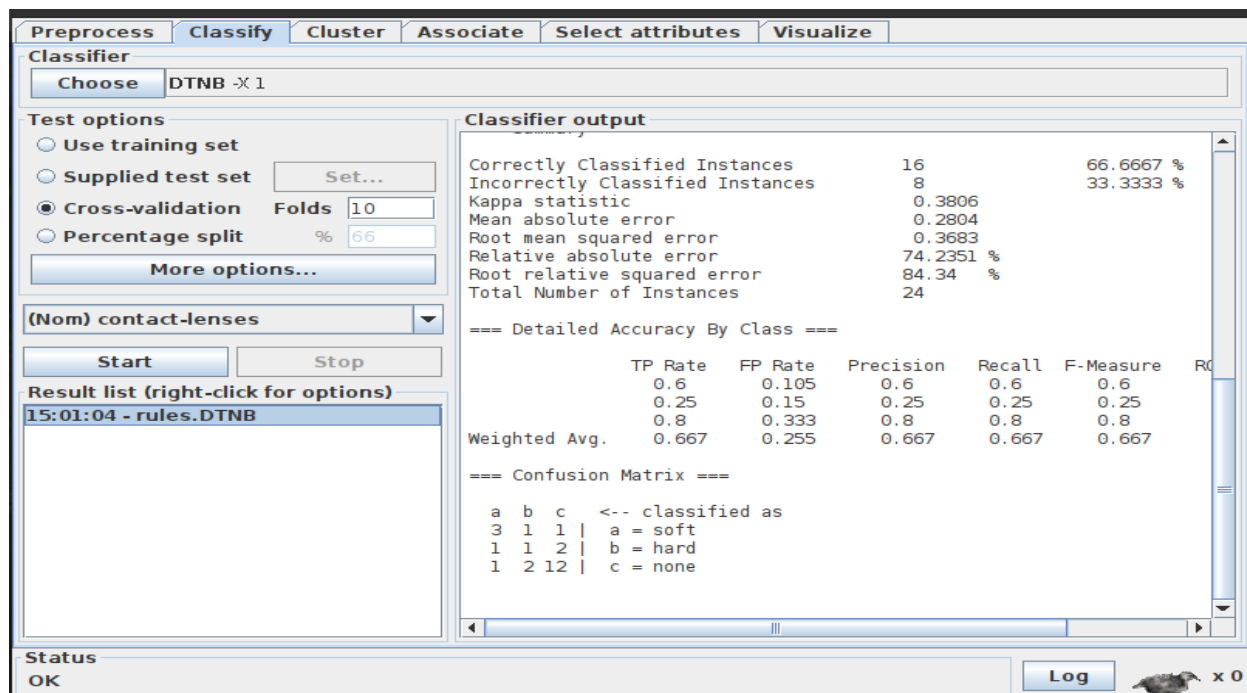 Preprocess Classify Cluster Associate Select attributes Visualize
Classifier
Choose DTNB -X 1
Test options
Use training set
Supplied test set Set...
Cross-validation Folds 10
Percentage split % 66
More options...
(Nom) contact-lenses
Start Stop
Result list (right-click for options)
15:01:04 - rules.DTNB
Classifier output
Correctly Classified Instances 16 66.6667 %
Incorrectly Classified Instances 8 33.3333 %
Kappa statistic 0.3806
Mean absolute error 0.2804
Root mean squared error 0.3683
Relative absolute error 74.2351 %
Root relative squared error 84.34 %
Total Number of Instances 24
=== Detailed Accuracy By Class ===
TP Rate FP Rate Precision Recall F-Measure
0.6 0.105 0.6 0.6 0.6
0.25 0.15 0.25 0.25 0.25
0.8 0.333 0.8 0.8 0.8
Weighted Avg. 0.667 0.255 0.667 0.667 0.667
=== Confusion Matrix ===
a b c <-- classified as
3 1 1 | a = soft
1 1 2 | b = hard
1 2 12 | c = none
Status
OK
Log x 0